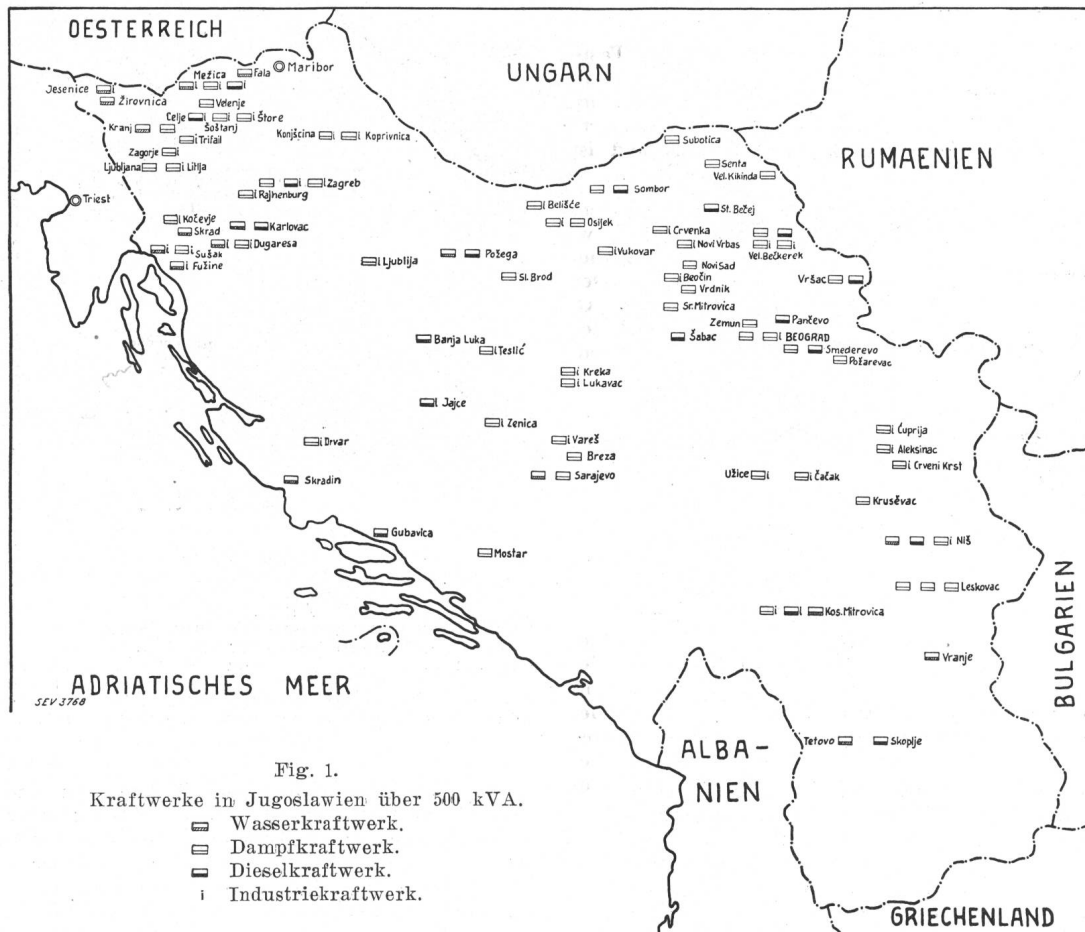 OESTERREICH
UNGARN
RUMAENIEN
Mežica
Fala
Maribor
Jesenice i
i i i
Žirovnica
Velenje
Celje i i i Štore
Kranj
Šoštanj
i Trifail
Konjščina i i Koprivnica
Subotica
Zagorje i
Ljubljana i Litija
Senta
Vel. Kikinda
Triest
i i Zagreb
i Rajhenburg
Sombor
i Belišće
St. Bečej
i Kočevje
Skrad
Karlovac
i i Osijek
i Crvenka
i i Dugaresa
i Sušak
i Fužine
i Vukovar
i Novi Vrbas
i i
Vel. Bečkerek
i Ljublija
Požega
Novi Sad
Sl. Brod
i Beočin
Vršac
Vrdnik
Sr. Mitrovica
Zemun
Pančevo
Banja Luka
Šabac
i BEOGRAD
i Teslić
Smederevo
Požarevac
i Kreka
i Lukavac
i Jajce
i Zenica
i Ćuprija
i Drvar
i Vareš
i Aleksinac
Breza
i Crveni Krst
Skradin
Sarajevo
Užice i
i Čačak
Kruševac
Gubavica
i Niš
Mostar
Leskovac
i i Kos. Mitrovica
Vranje
BULGARIEN
ADRIATISCHES MEER
SEV 3768
Tetovo
Skoplje
ALBA-
NIEN
GRIECHENLAND
Fig. 1.
Kraftwerke in Jugoslawien über 500 kVA.
Wasserkraftwerk.
Dampfkraftwerk.
Dieselkraftwerk.
i Industriekraftwerk.